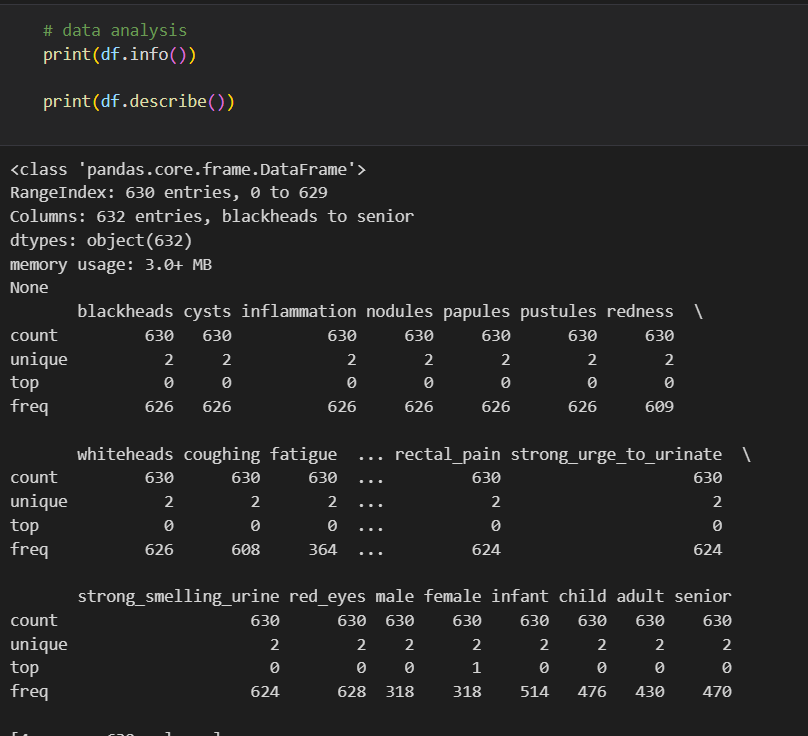 # data analysis
print(df.info())
print(df.describe())
<class 'pandas.core.frame.DataFrame'>
RangeIndex: 630 entries, 0 to 629
Columns: 632 entries, blackheads to senior
dtypes: object(632)
memory usage: 3.0+ MB
None
blackheads cysts inflammation nodules papules pustules redness \
count 630 630 630 630 630 630 630
unique 2 2 2 2 2 2 2
top 0 0 0 0 0 0 0
freq 626 626 626 626 626 626 609
whiteheads coughing fatigue ... rectal_pain strong_urge_to_urinate \
count 630 630 630 ... 630 630
unique 2 2 2 ... 2 2
top 0 0 0 ... 0 0
freq 626 608 364 ... 624 624
strong_smelling_urine red_eyes male female infant child adult senior
count 630 630 630 630 630 630 630 630
unique 2 2 2 2 2 2 2 2
top 0 0 0 1 0 0 0 0
freq 624 628 318 318 514 476 430 470